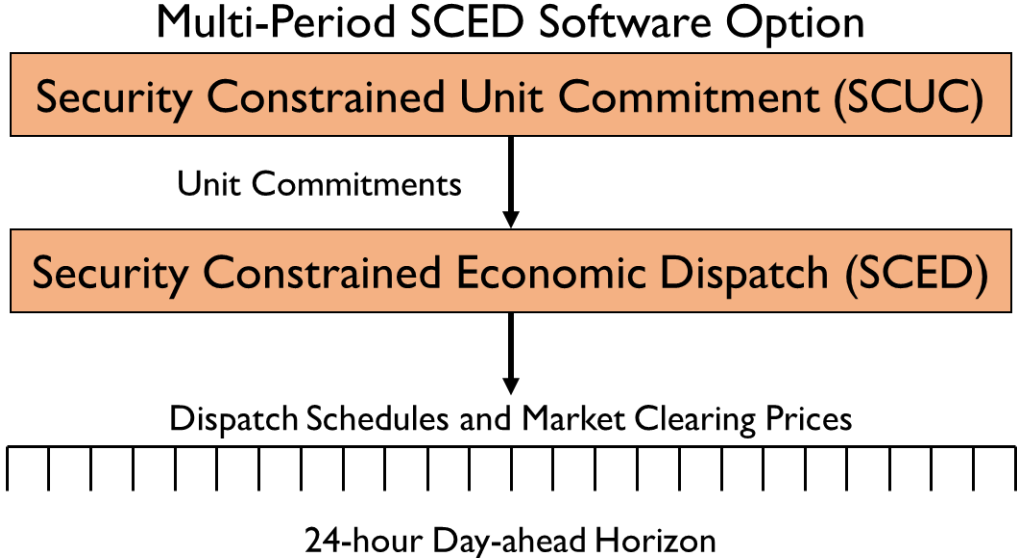 Multi-Period SCED Software Option
Security Constrained Unit Commitment (SCUC)
Unit Commitments
Security Constrained Economic Dispatch (SCED)
Dispatch Schedules and Market Clearing Prices
24-hour Day-ahead Horizon